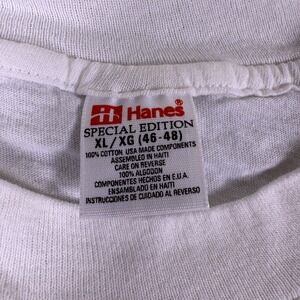 Hanes®
SPECIAL EDITION
XL/XG (46-48)
100% COTTON. USA MADE COMPONENTS
ASSEMBLED IN HAITI
CARE ON REVERSE
100% ALGODON
COMPONENTES HECHOS EN E.U.A.
ENSAMBLADO EN HAITI
INSTRUCCIONES DE CUIDADO AL REVERSO